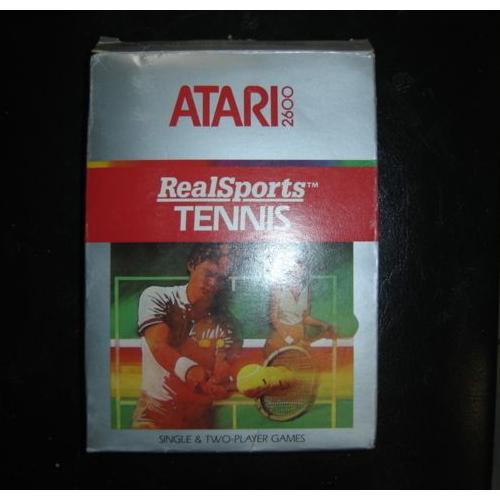 ATARI 2600
RealSports™
TENNIS
SINGLE & TWO-PLAYER GAMES